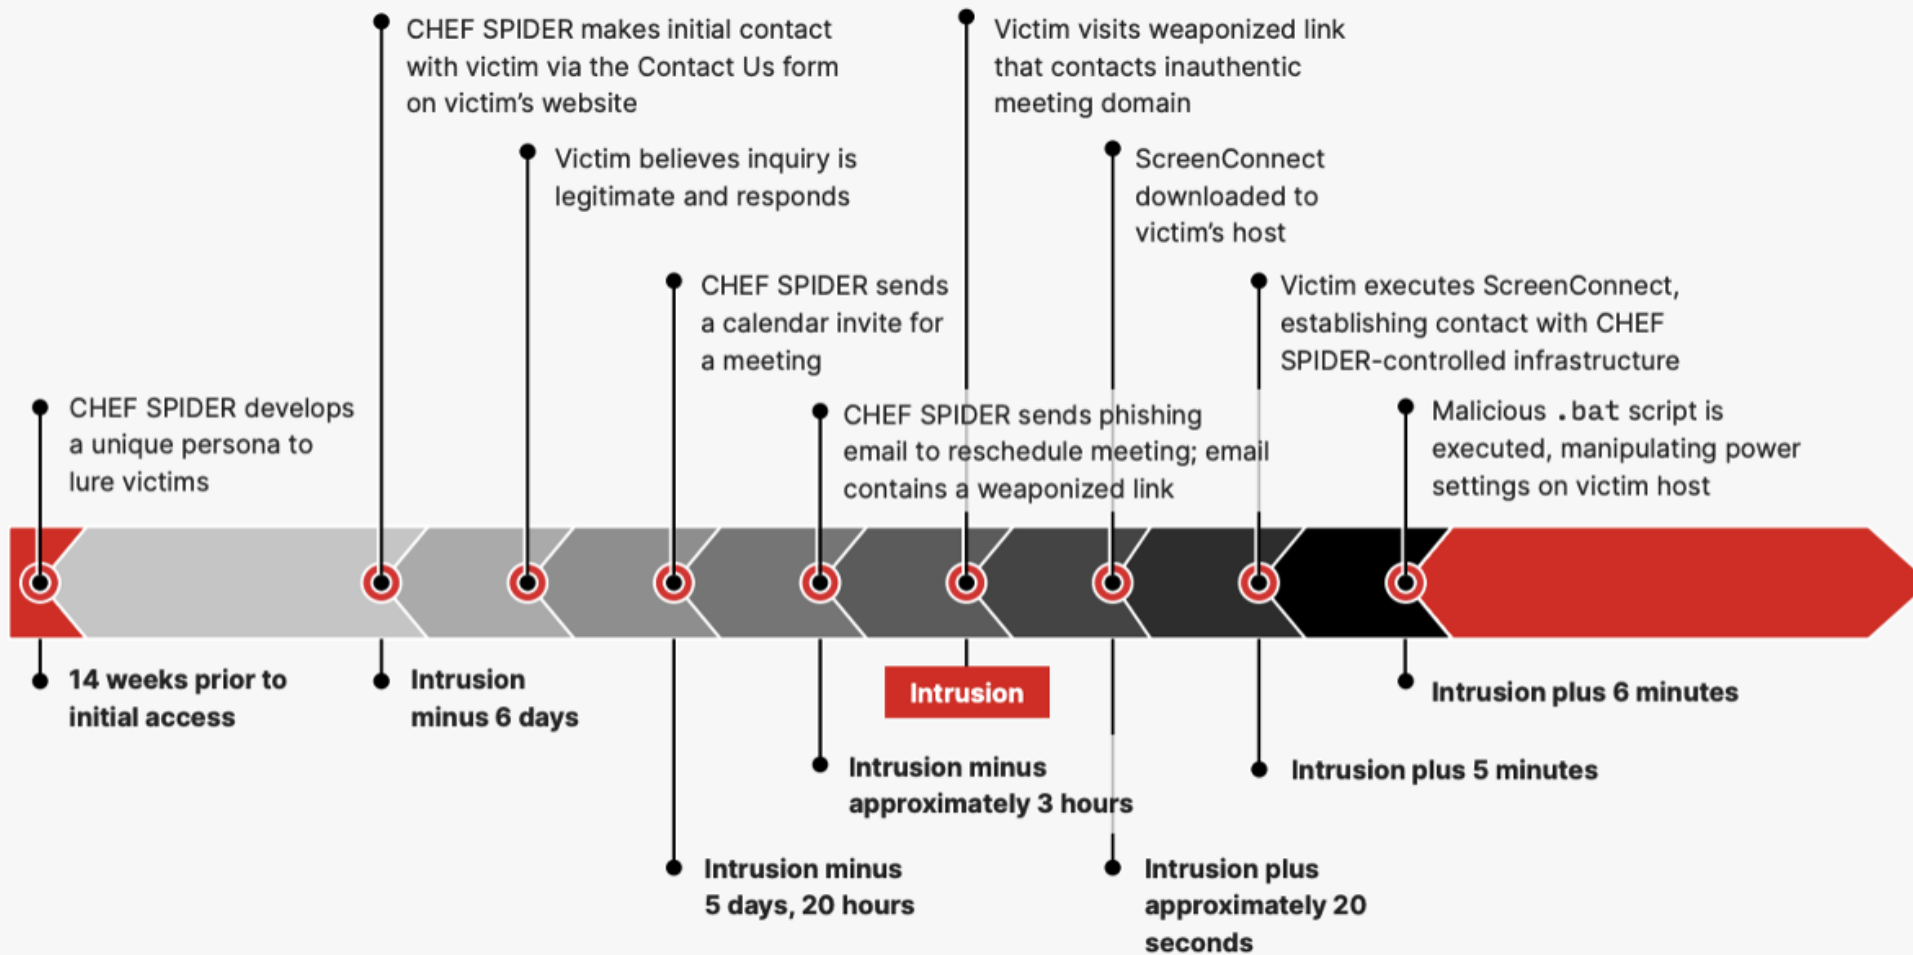 CHEF SPIDER makes initial contact
with victim via the Contact Us form
on victim's website
Victim visits weaponized link
that contacts inauthentic
meeting domain
Victim believes inquiry is
legitimate and responds
ScreenConnect
downloaded to
victim's host
CHEF SPIDER sends
a calendar invite for
a meeting
Victim executes ScreenConnect,
establishing contact with CHEF
SPIDER-controlled infrastructure
CHEF SPIDER develops
a unique persona to
lure victims
CHEF SPIDER sends phishing
email to reschedule meeting; email
contains a weaponized link
Malicious .bat script is
executed, manipulating power
settings on victim host
14 weeks prior to
initial access
Intrusion
minus 6 days
Intrusion
Intrusion plus 6 minutes
Intrusion minus
approximately 3 hours
Intrusion plus 5 minutes
Intrusion minus
5 days, 20 hours
Intrusion plus
approximately 20
seconds